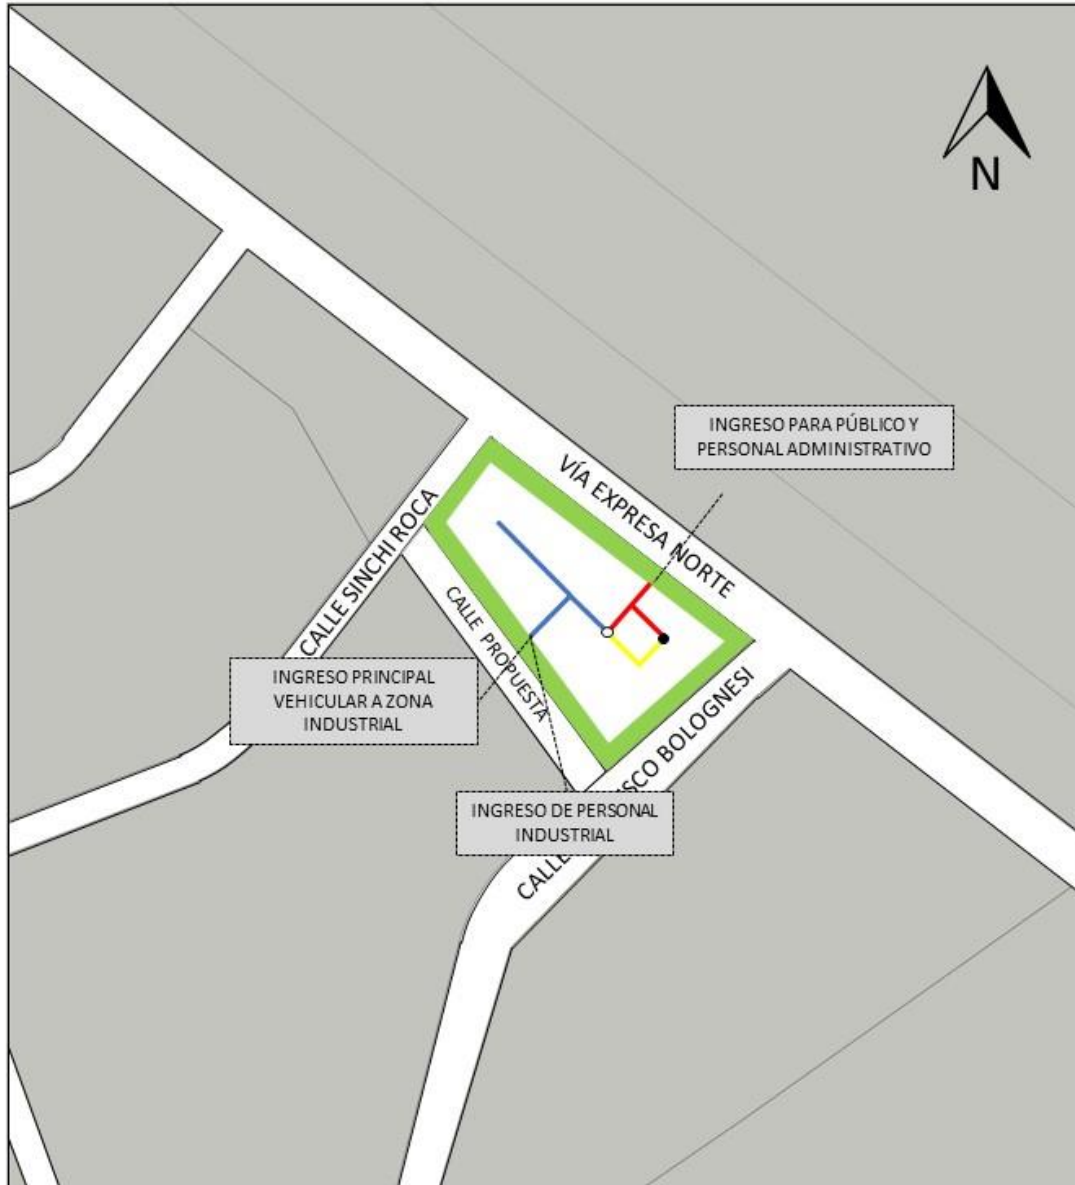 N
INGRESO PARA PÚBLICO Y
PERSONAL ADMINISTRATIVO
VÍA EXPRESA NORTE
CALLE SINCHI ROCA
CALLE PROPUESTA
INGRESO PRINCIPAL
VEHICULAR A ZONA
INDUSTRIAL
CALLE SCO BOLOGNESI
INGRESO DE PERSONAL
INDUSTRIAL